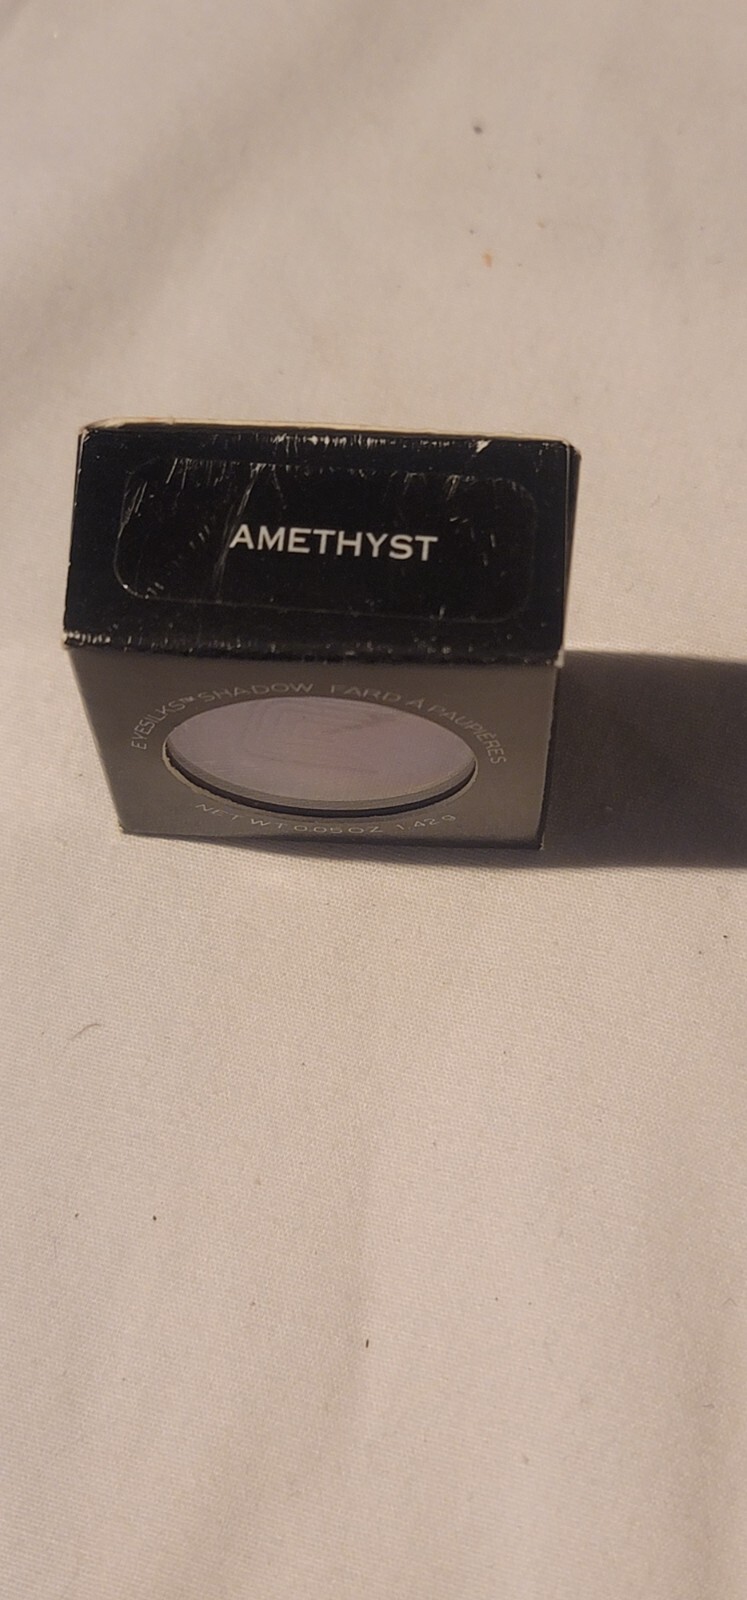 AMETHYST
EYESILKS™ SHADOW FARD À PAUPIÈRES
NET WT 0.05 OZ 1.42 g